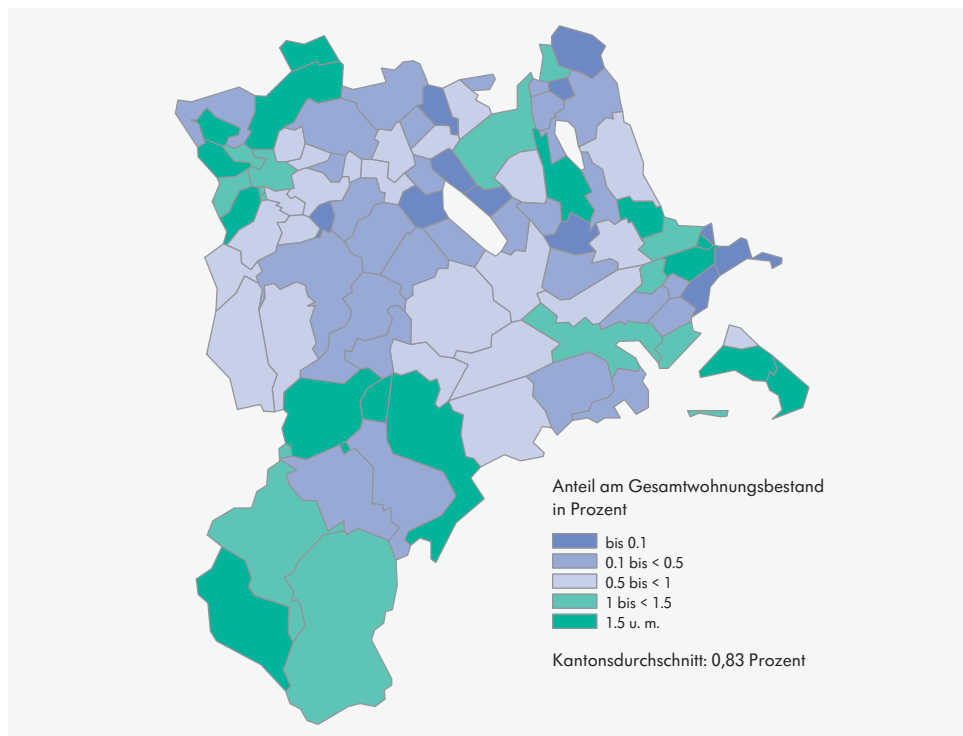 Anteil am Gesamtwohnungsbestand
in Prozent
bis 0.1
0.1 bis < 0.5
0.5 bis < 1
1 bis < 1.5
1.5 u. m.
Kantonsdurchschnitt: 0,83 Prozent